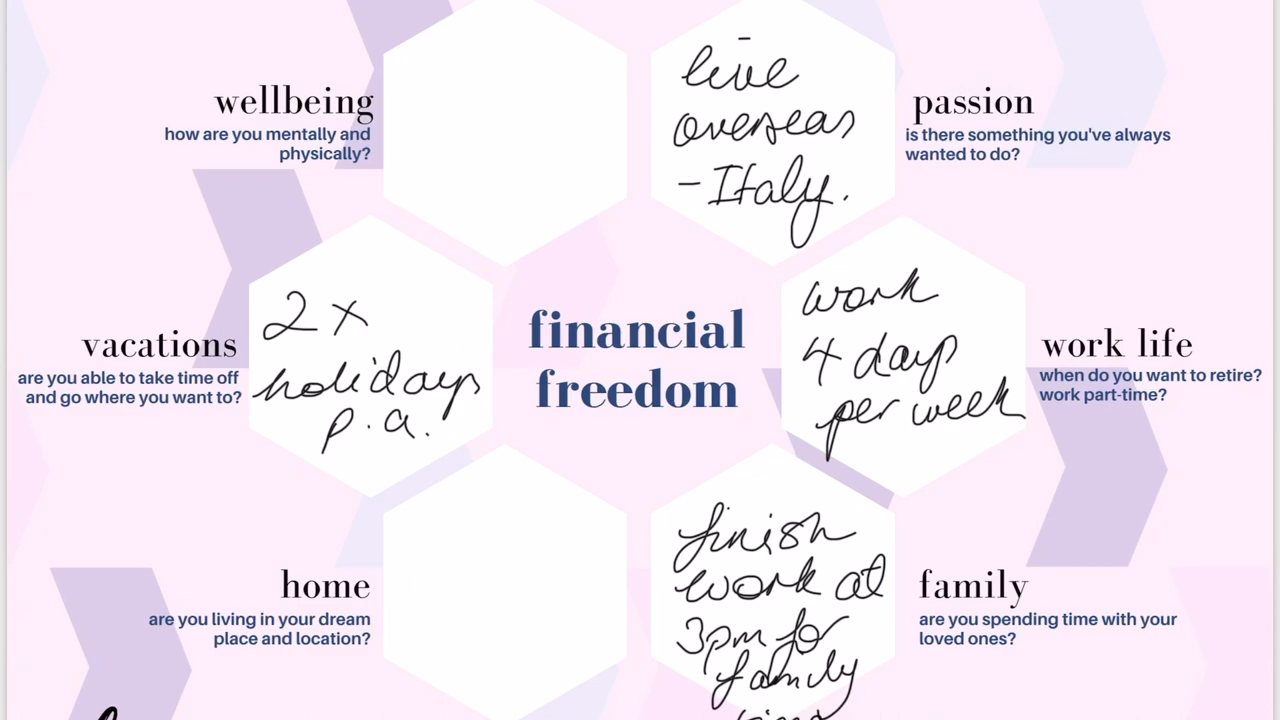 wellbeing
how are you mentally and
physically?
live
overseas
- Italy.
passion
is there something you've always
wanted to do?
vacations
are you able to take time off
and go where you want to?
2 x
holidays
p.a.
financial
freedom
work
4 days
per week
work life
when do you want to retire?
work part-time?
home
are you living in your dream
place and location?
finish
work at
3pm for
family
family
are you spending time with your
loved ones?